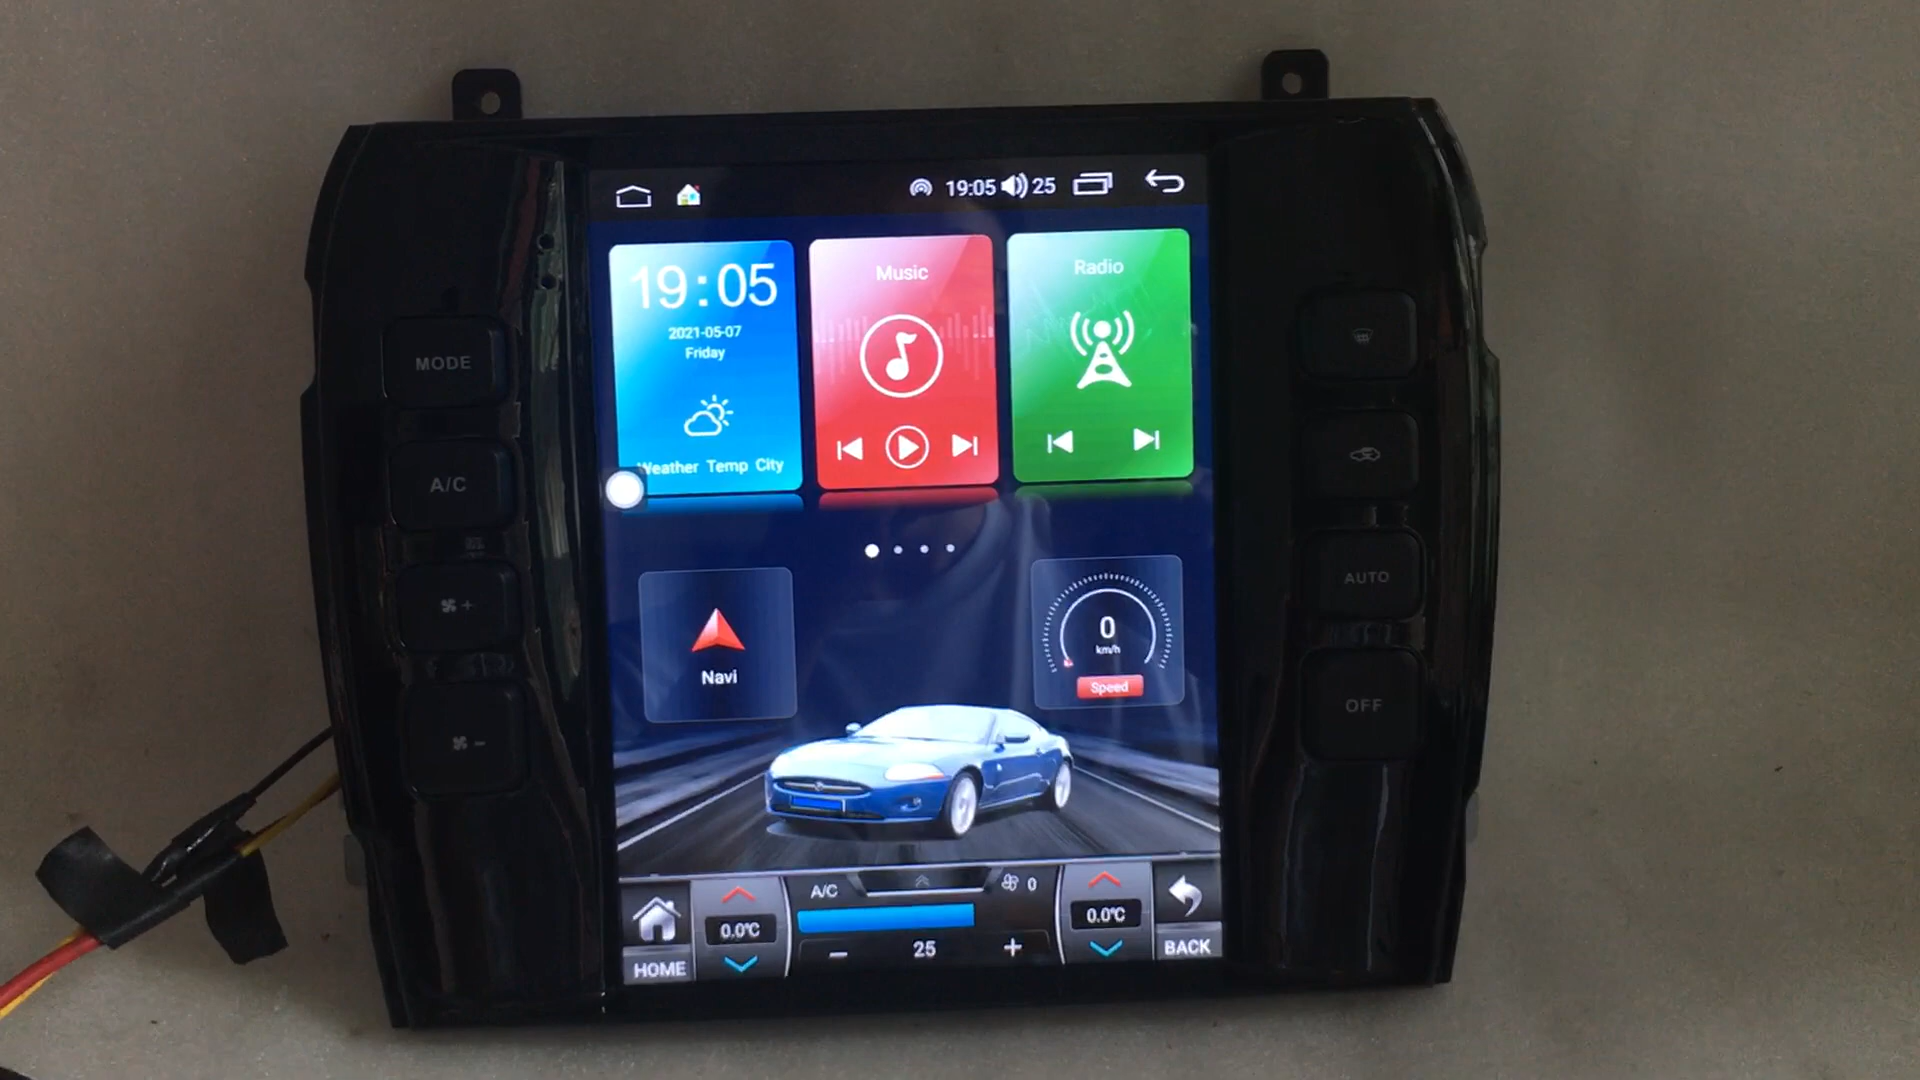 19:05 25
19:05
2021-05-07
Friday
Weather Temp City
Music
Radio
MODE
A/C
+
-
AUTO
OFF
Navi
0
km/h
Speed
A/C
0
0.0℃
0.0℃
− 25 +
HOME
BACK